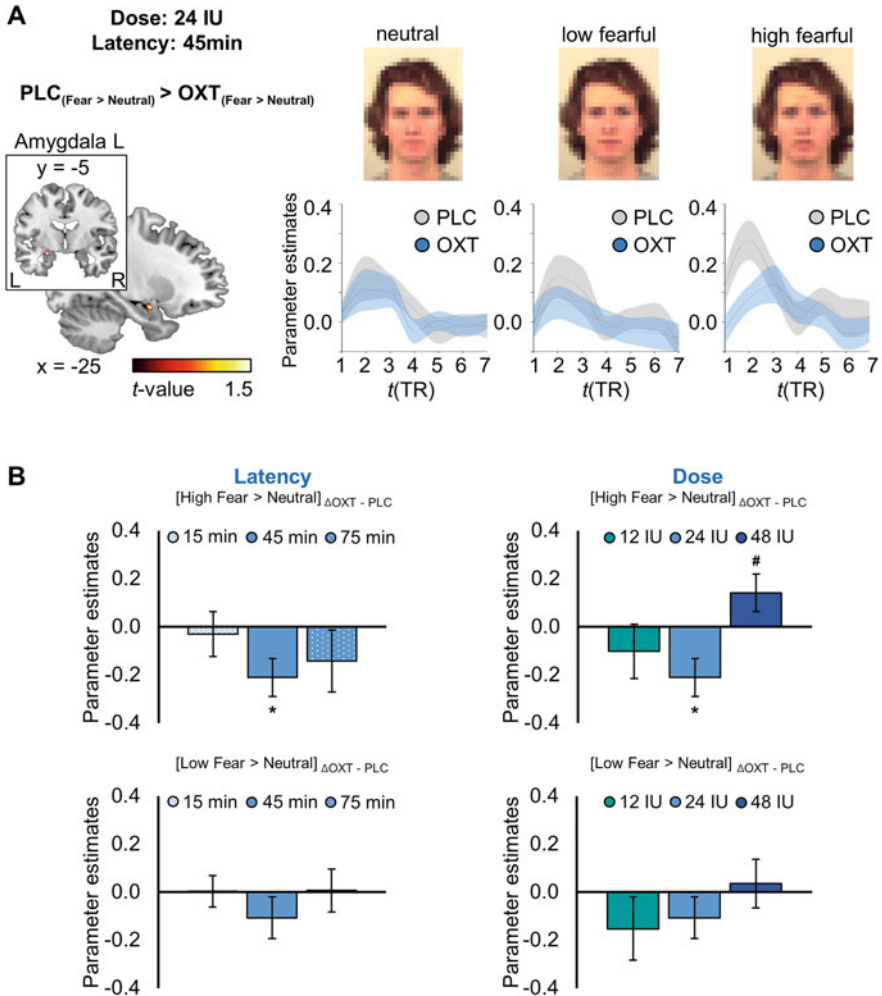 A
Dose: 24 IU
Latency: 45min
PLC(Fear > Neutral) > OXT(Fear > Neutral)
Amygdala L
y = -5
L R
x = -25
t-value 1.5
neutral low fearful high fearful
Parameter estimates
0.4
0.2
0.0
PLC
OXT
1 2 3 4 5 6 7
t(TR)
0.4
0.2
0.0
PLC
OXT
1 2 3 4 5 6 7
t(TR)
0.4
0.2
0.0
PLC
OXT
1 2 3 4 5 6 7
t(TR)
B
Latency
[High Fear > Neutral] ΔOXT - PLC
Parameter estimates
0.4
0.2
0.0
-0.2
-0.4
15 min 45 min 75 min
*
Dose
[High Fear > Neutral] ΔOXT - PLC
Parameter estimates
0.4
0.2
0.0
-0.2
-0.4
12 IU 24 IU 48 IU
#
*
[Low Fear > Neutral] ΔOXT - PLC
Parameter estimates
0.4
0.2
0.0
-0.2
-0.4
15 min 45 min 75 min
[Low Fear > Neutral] ΔOXT - PLC
Parameter estimates
0.4
0.2
0.0
-0.2
-0.4
12 IU 24 IU 48 IU